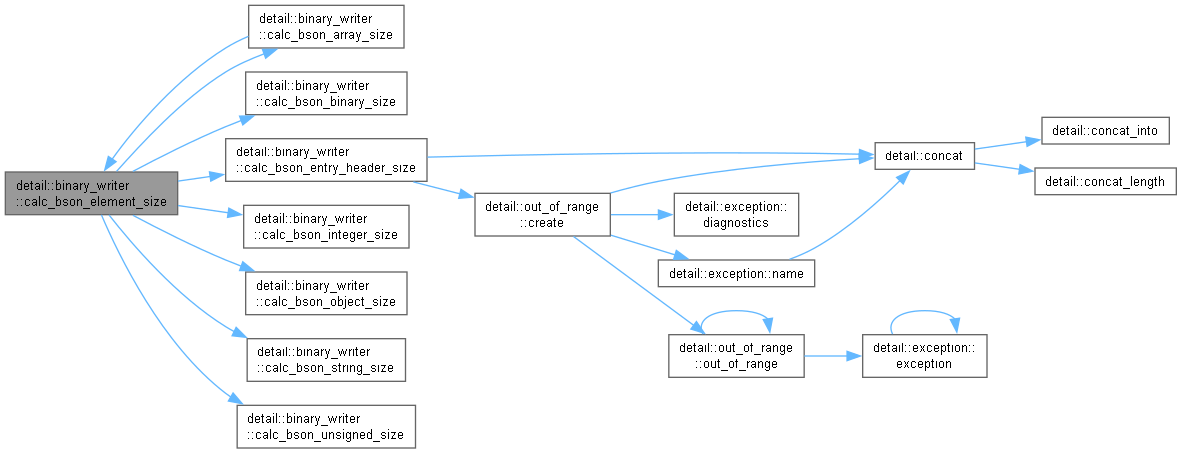 detail::binary_writer
::calc_bson_array_size
detail::binary_writer
::calc_bson_binary_size
detail::binary_writer
::calc_bson_entry_header_size
detail::binary_writer
::calc_bson_element_size
detail::binary_writer
::calc_bson_integer_size
detail::binary_writer
::calc_bson_object_size
detail::binary_writer
::calc_bson_string_size
detail::binary_writer
::calc_bson_unsigned_size
detail::out_of_range
::create
detail::concat
detail::concat_into
detail::concat_length
detail::exception::
diagnostics
detail::exception::name
detail::out_of_range
::out_of_range
detail::exception::
exception